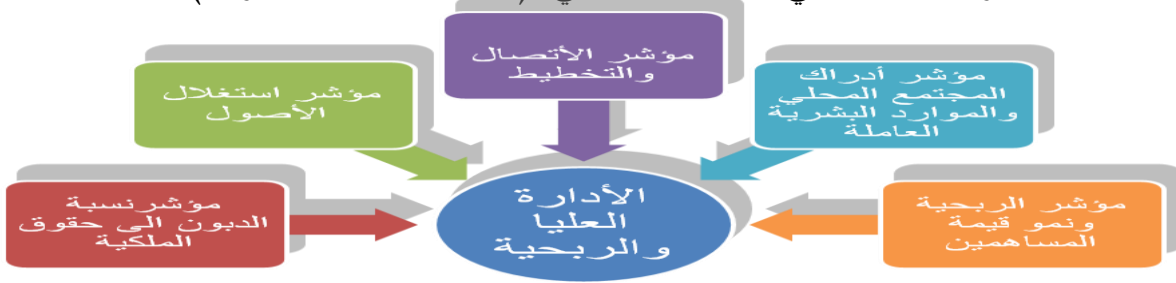 مؤشر الأتصال
والتخطيط
مؤشر أدراك
المجتمع المحلي
والموارد البشرية
العاملة
مؤشر استغلال
الأصول
الأدارة
العليا
والربحية
مؤشر الربحية
ونمو قيمة
المساهمين
مؤشرنسبة
الديون الى حقوق
الملكية